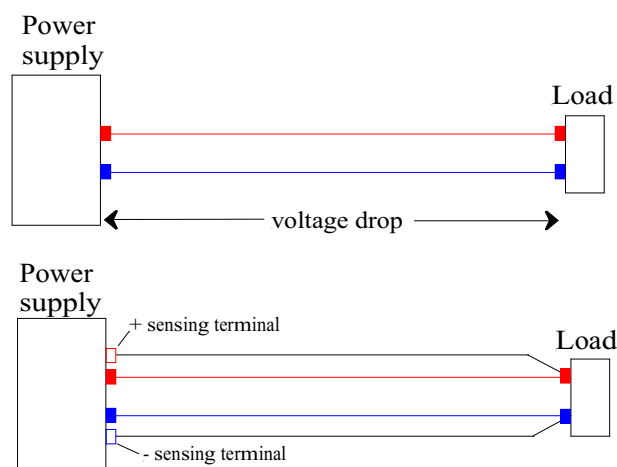 Power
supply
Load
voltage drop
Power
supply
+ sensing terminal
Load
- sensing terminal